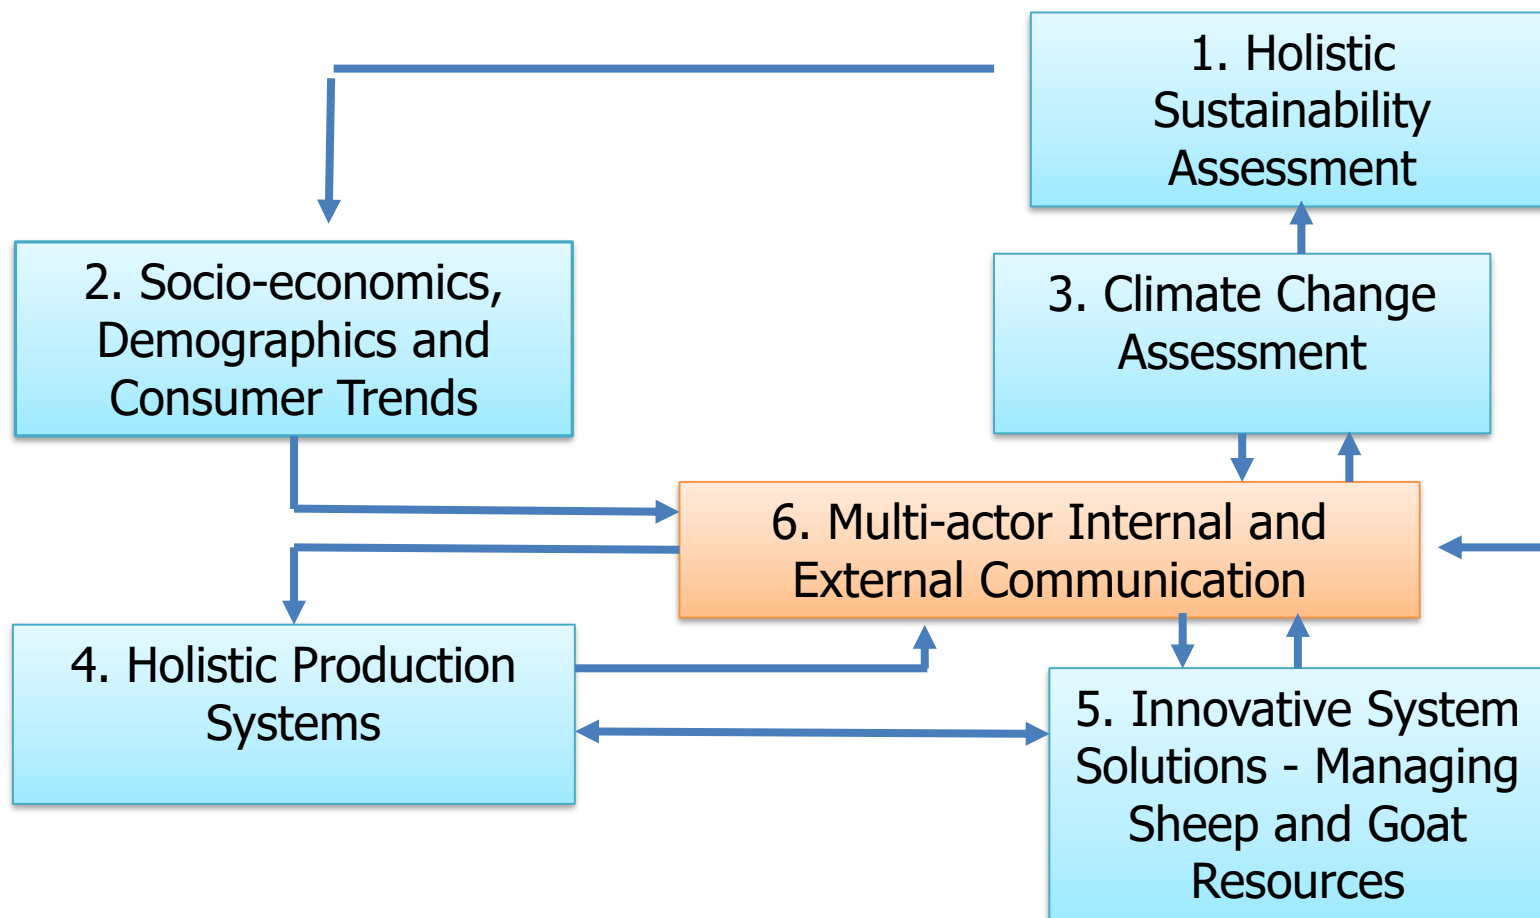 1. Holistic
Sustainability
Assessment
2. Socio-economics,
Demographics and
Consumer Trends
3. Climate Change
Assessment
6. Multi-actor Internal and
External Communication
4. Holistic Production
Systems
5. Innovative System
Solutions - Managing
Sheep and Goat
Resources